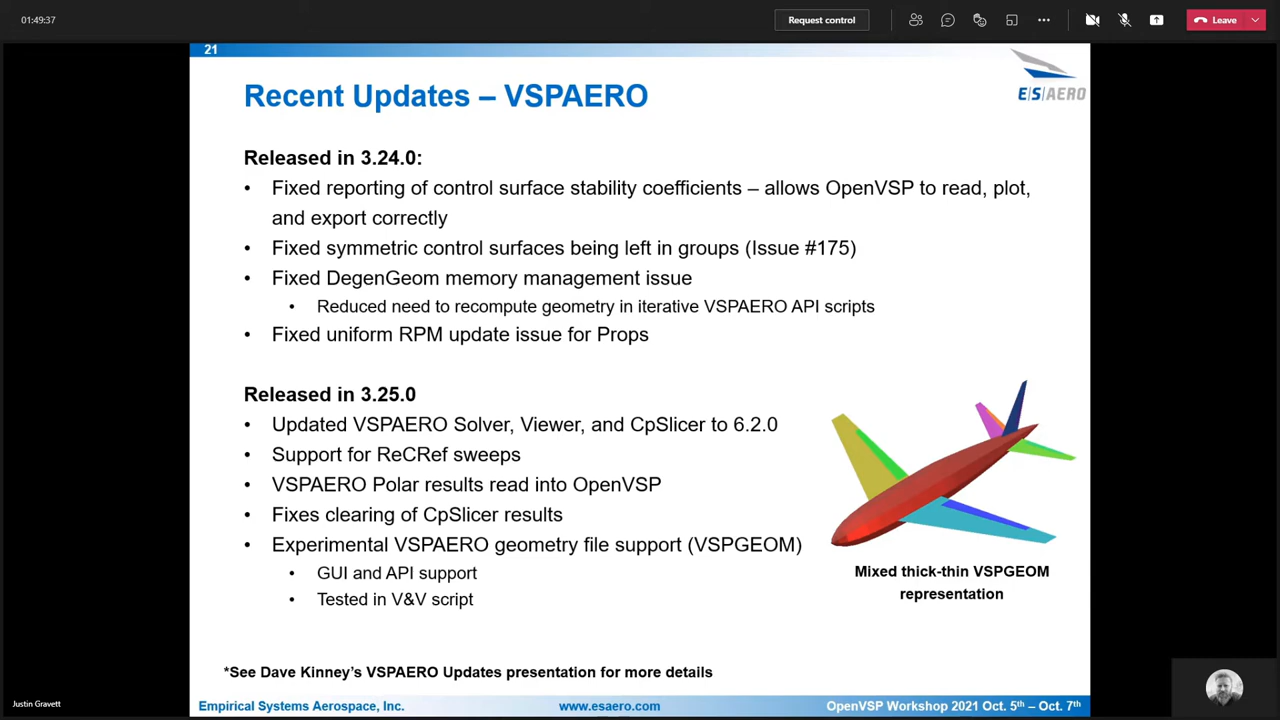 01:49:37
Request control
Leave
21
Recent Updates – VSPAERO
E|S|AERO
Released in 3.24.0:
• Fixed reporting of control surface stability coefficients – allows OpenVSP to read, plot,
and export correctly
• Fixed symmetric control surfaces being left in groups (Issue #175)
• Fixed DegenGeom memory management issue
• Reduced need to recompute geometry in iterative VSPAERO API scripts
• Fixed uniform RPM update issue for Props
Released in 3.25.0
• Updated VSPAERO Solver, Viewer, and CpSlicer to 6.2.0
• Support for ReCRef sweeps
• VSPAERO Polar results read into OpenVSP
• Fixes clearing of CpSlicer results
• Experimental VSPAERO geometry file support (VSPGEOM)
• GUI and API support
• Tested in V&V script
Mixed thick-thin VSPGEOM
representation
*See Dave Kinney's VSPAERO Updates presentation for more details
Justin Gravett
Empirical Systems Aerospace, Inc.
www.esaero.com
OpenVSP Workshop 2021 Oct. 5th – Oct. 7th